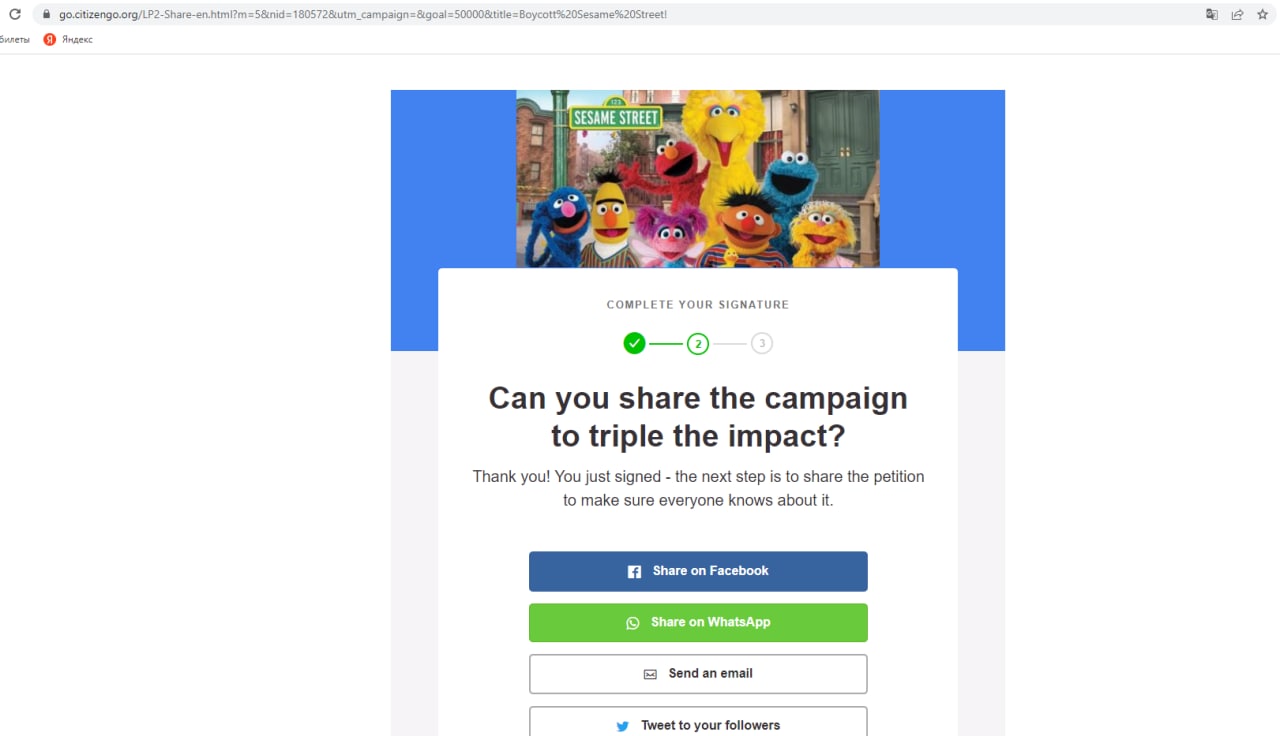 go.citizengo.org/LP2-Share-en.html?m=5&nid=180572&utm_campaign=&goal=50000&title=Boycott%20Sesame%20Street!
билеты Я Яндекс
123
SESAME STREET
COMPLETE YOUR SIGNATURE
2 3
Can you share the campaign
to triple the impact?
Thank you! You just signed - the next step is to share the petition
to make sure everyone knows about it.
Share on Facebook
Share on WhatsApp
Send an email
Tweet to your followers